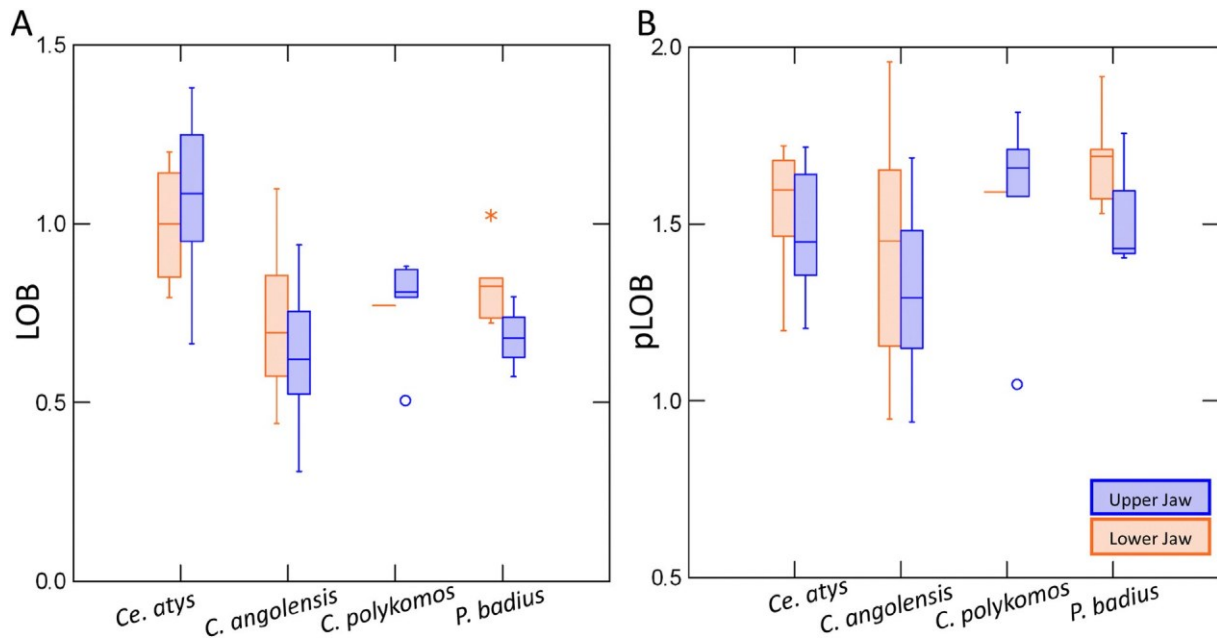 A
1.5
1.0
0.5
0.0
LOB
Ce. atys
C. angolensis
C. polykomos
P. badius
B
2.0
1.5
1.0
0.5
pLOB
Upper Jaw
Lower Jaw
Ce. atys
C. angolensis
C. polykomos
P. badius